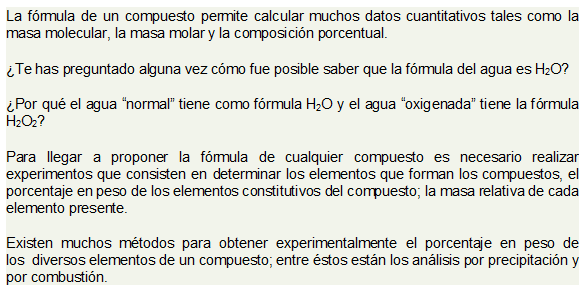 La fórmula de un compuesto permite calcular muchos datos cuantitativos tales como la
masa molecular, la masa molar y la composición porcentual.
¿Te has preguntado alguna vez cómo fue posible saber que la fórmula del agua es H₂O?
¿Por qué el agua “normal” tiene como fórmula H₂O y el agua “oxigenada” tiene la fórmula
H₂O₂?
Para llegar a proponer la fórmula de cualquier compuesto es necesario realizar
experimentos que consisten en determinar los elementos que forman los compuestos, el
porcentaje en peso de los elementos constitutivos del compuesto; la masa relativa de cada
elemento presente.
Existen muchos métodos para obtener experimentalmente el porcentaje en peso de
los diversos elementos de un compuesto; entre éstos están los análisis por precipitación y
por combustión.